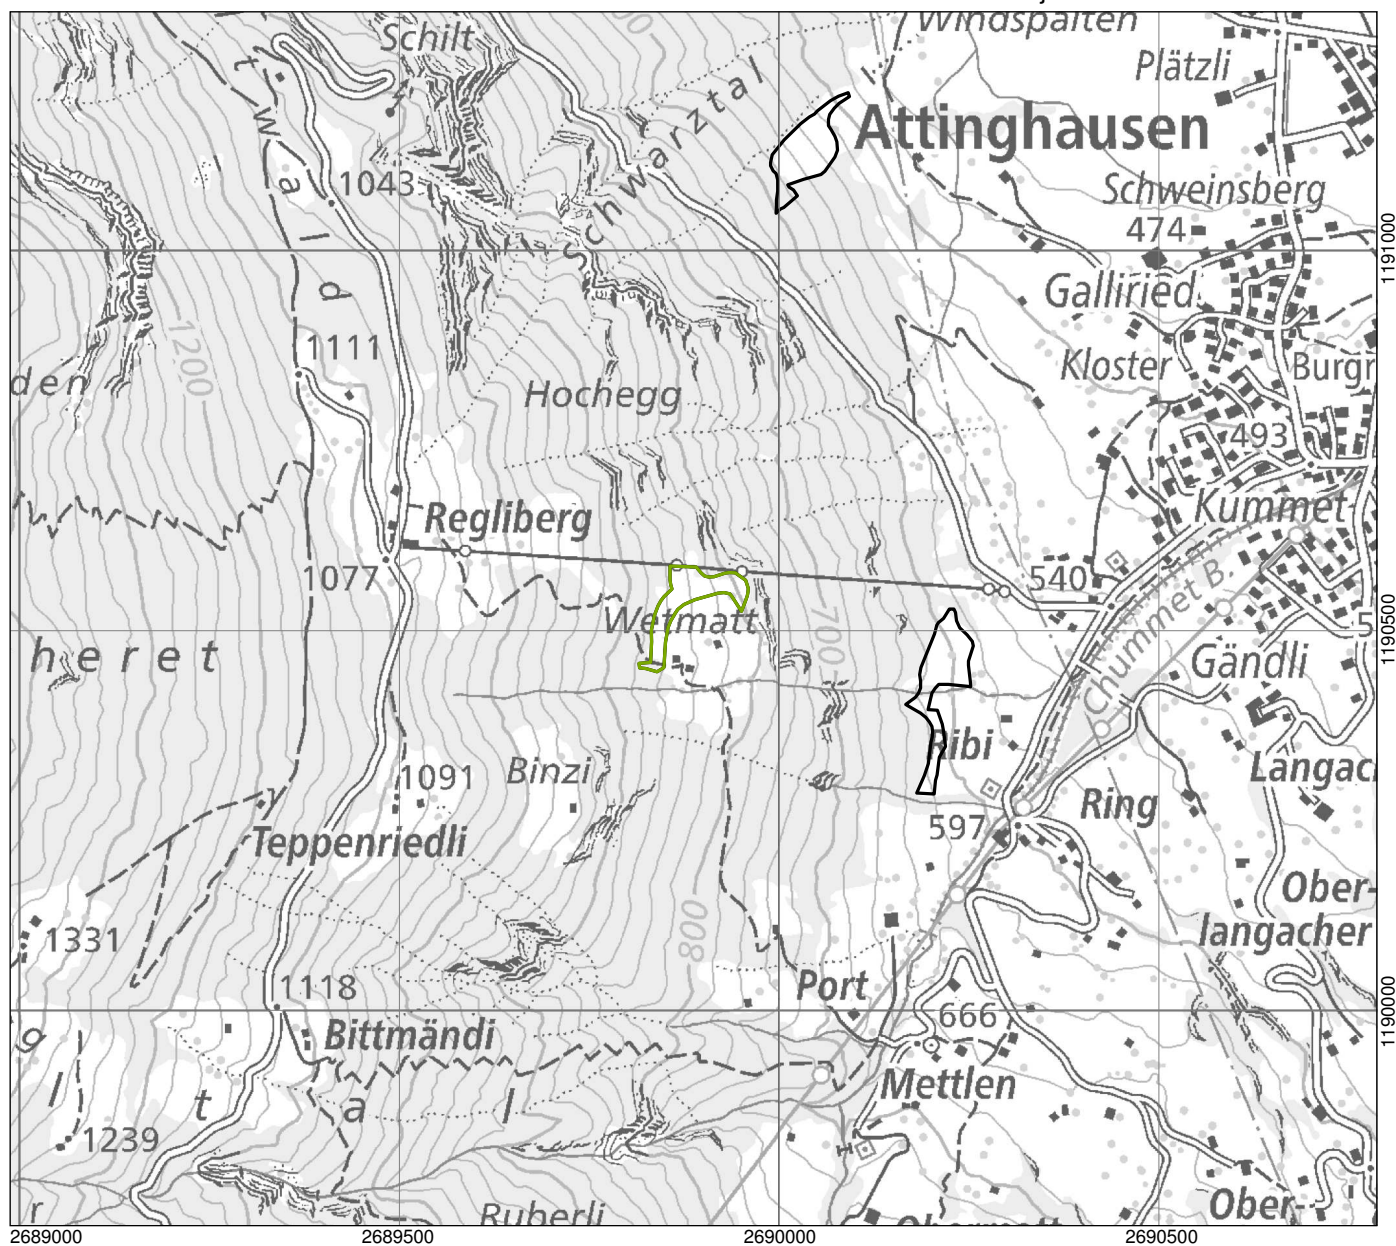 Windspalten
Schilt
Plätzli
Attinghausen
Schwarztal
1043
Schweinsberg
474
twald
1191000
Galliried
1111
1200
Kloster
Burgr
den
Hochegg
493
Regliberg
Kummet
1077
540
Chummet B.
Wetmatt
700
5
1190500
heret
Gändli
Ribi
Binzi
1091
Langac
Ring
597
Teppenriedli
Ober-
langacher
1331
800
1118
Port
666
1190000
Bittmändi
g
Mettlen
l
t a l
1239
Ober-
r
Ruberli
2689000
2689500
2690000
2690500